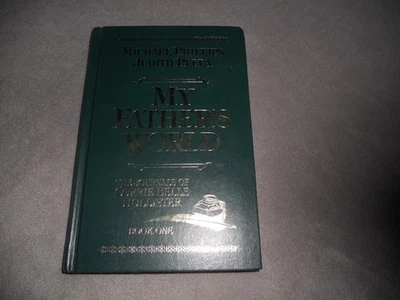 MICHAEL PHILLIPS
JUDITH PELLA
MY
FATHER'S
WORLD
THE JOURNALS OF
CORRIE BELLE
HOLLISTER
BOOK ONE